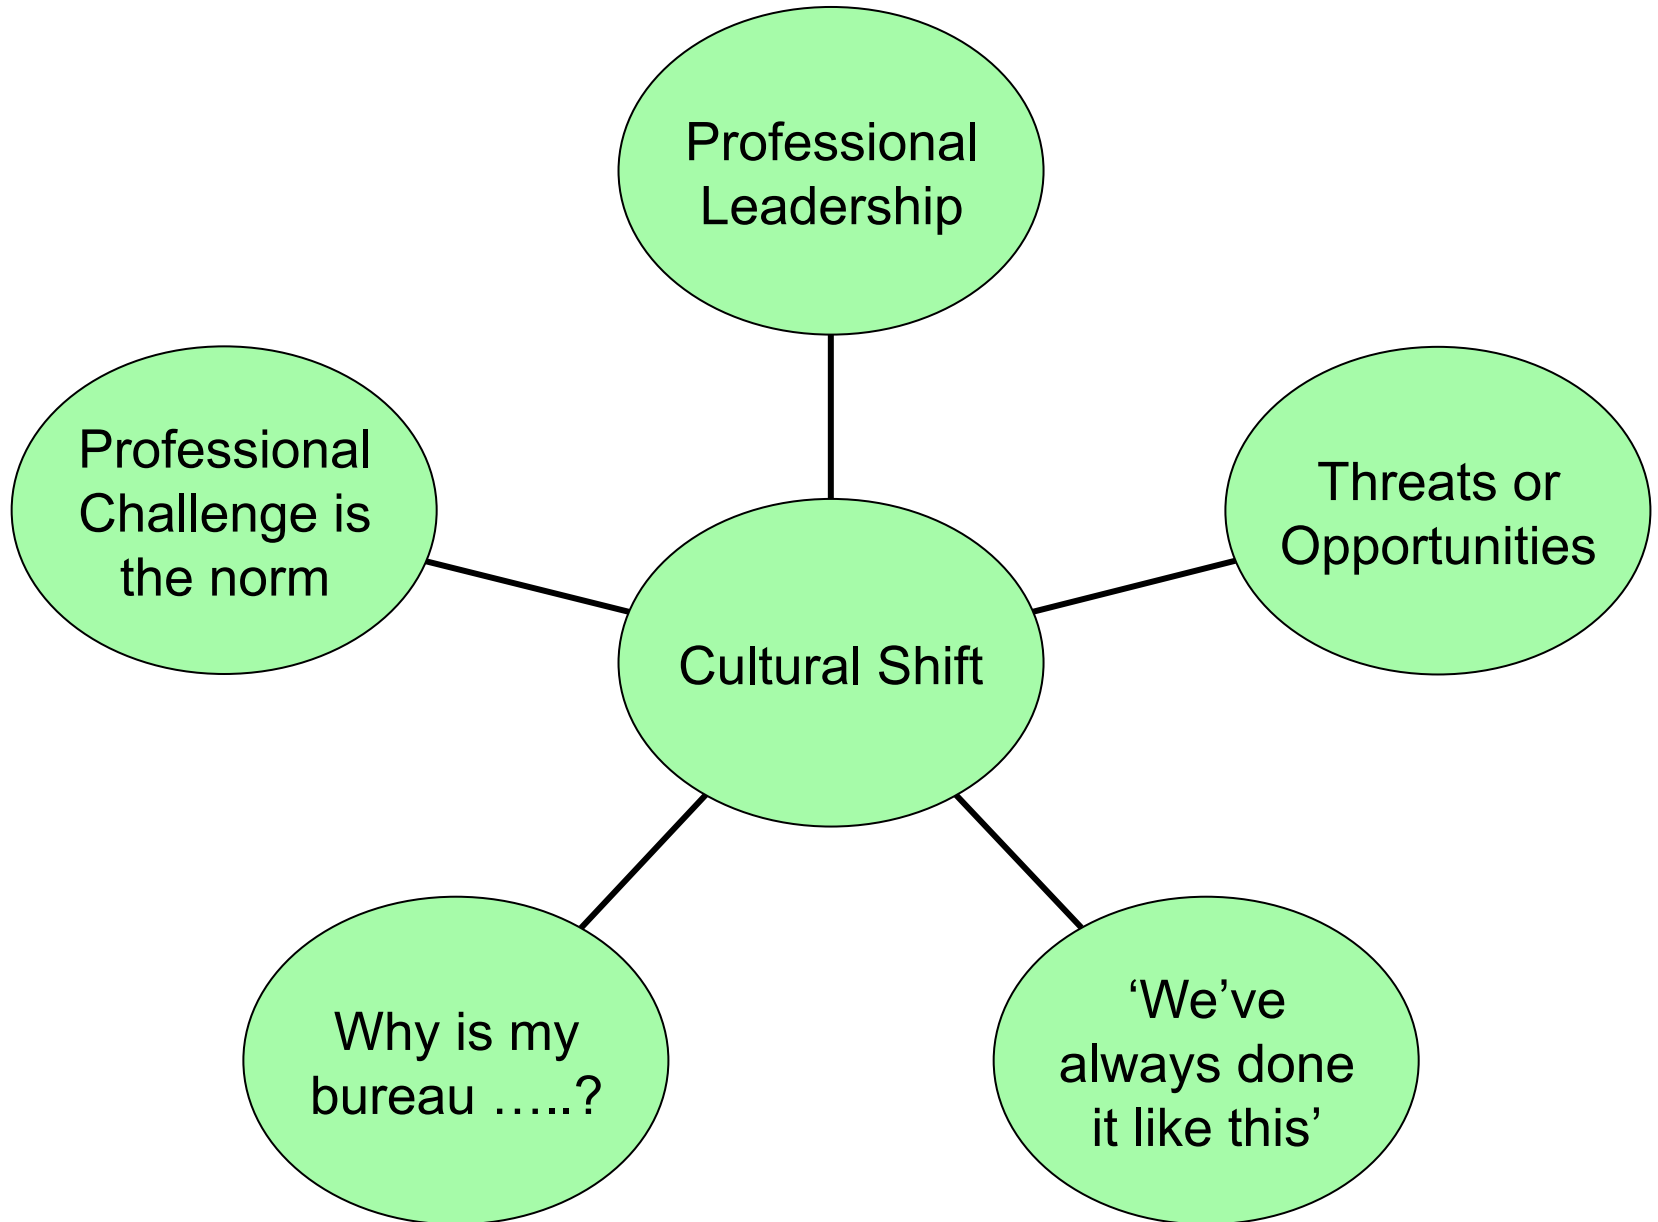 Professional
Leadership
Professional
Challenge is
the norm
Threats or
Opportunities
Cultural Shift
Why is my
bureau …..?
‘We’ve
always done
it like this’